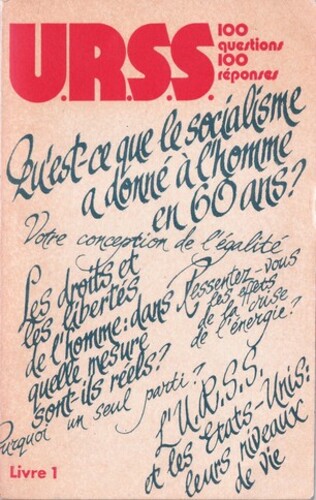 U.R.S.S.
100
questions
100
réponses
Qu'est-ce que le socialisme
a donné à l'homme
en 60 ans?
Votre conception de l'égalité
Les droits et
les libertés
de l'homme: dans
quelle mesure
sont-ils réels?
Ressentez-vous
les effets
de la crise
de l'énergie?
Pourquoi un seul parti?
L'U.R.S.S.
et les Etats-Unis:
leurs niveaux
de vie
Livre 1